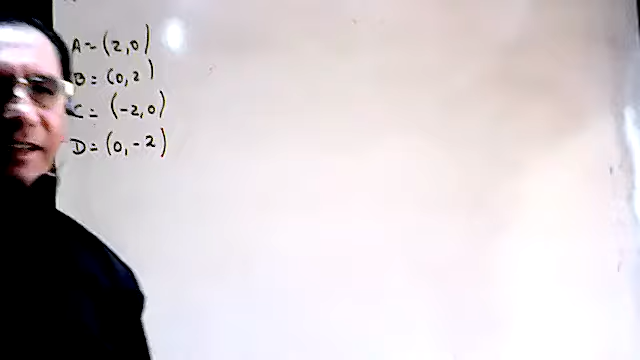 A = (2,0)
B = (0,2)
C = (-2,0)
D = (0,-2)